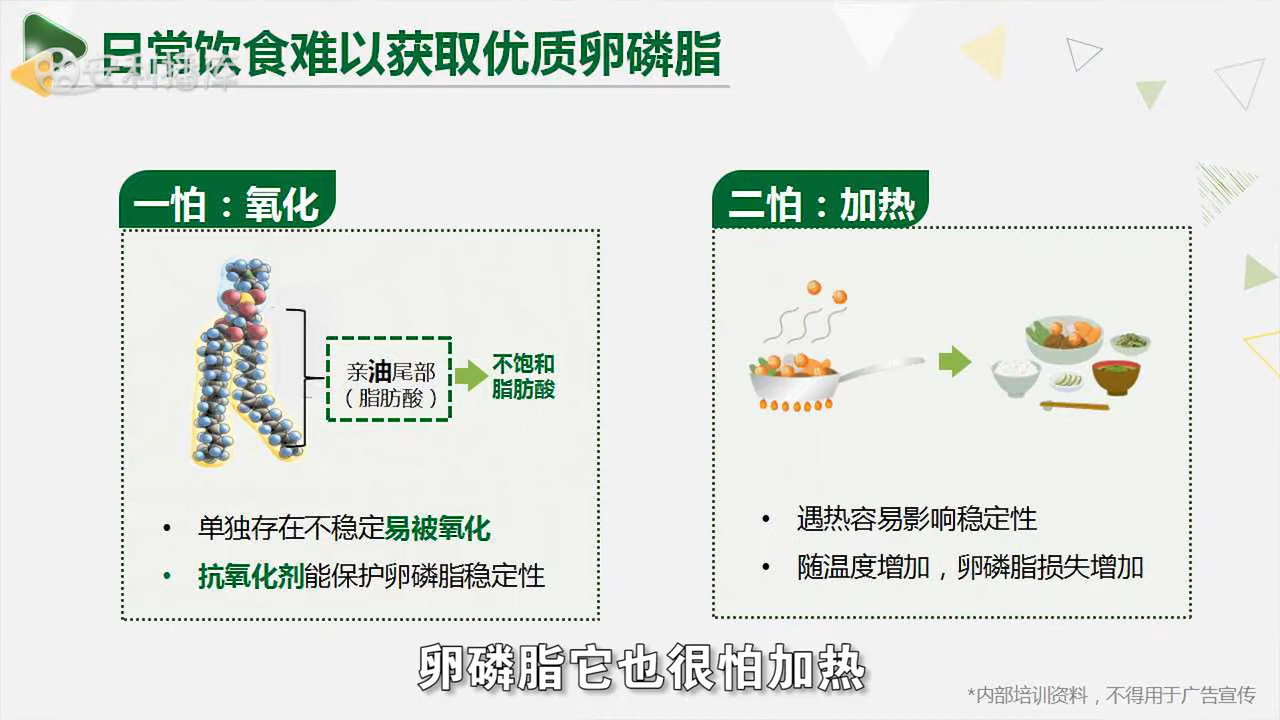 日常饮食难以获取优质卵磷脂
安利播库
一怕：氧化
亲油尾部
（脂肪酸）
不饱和
脂肪酸
• 单独存在不稳定易被氧化
• 抗氧化剂能保护卵磷脂稳定性
二怕：加热
• 遇热容易影响稳定性
• 随温度增加，卵磷脂损失增加
卵磷脂它也很怕加热
*内部培训资料，不得用于广告宣传